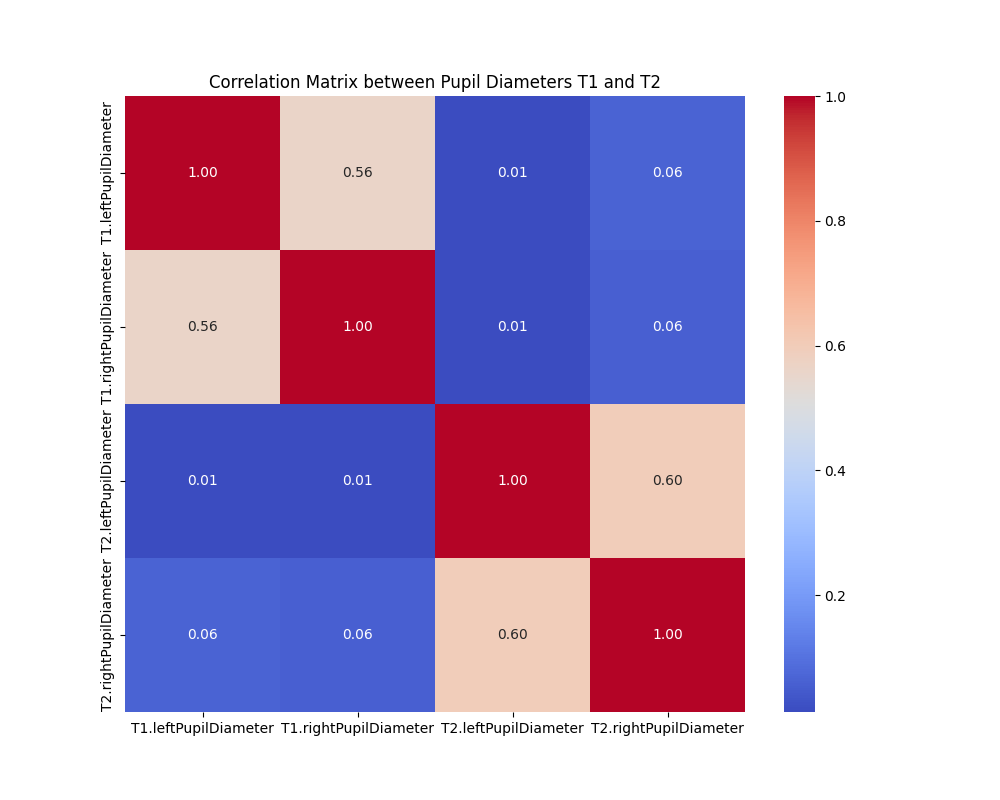 Correlation Matrix between Pupil Diameters T1 and T2
T1.leftPupilDiameter
1.00 0.56 0.01 0.06
T1.rightPupilDiameter
0.56 1.00 0.01 0.06
T2.leftPupilDiameter
0.01 0.01 1.00 0.60
T2.rightPupilDiameter
0.06 0.06 0.60 1.00
T1.leftPupilDiameter T1.rightPupilDiameter T2.leftPupilDiameter T2.rightPupilDiameter
1.0
0.8
0.6
0.4
0.2